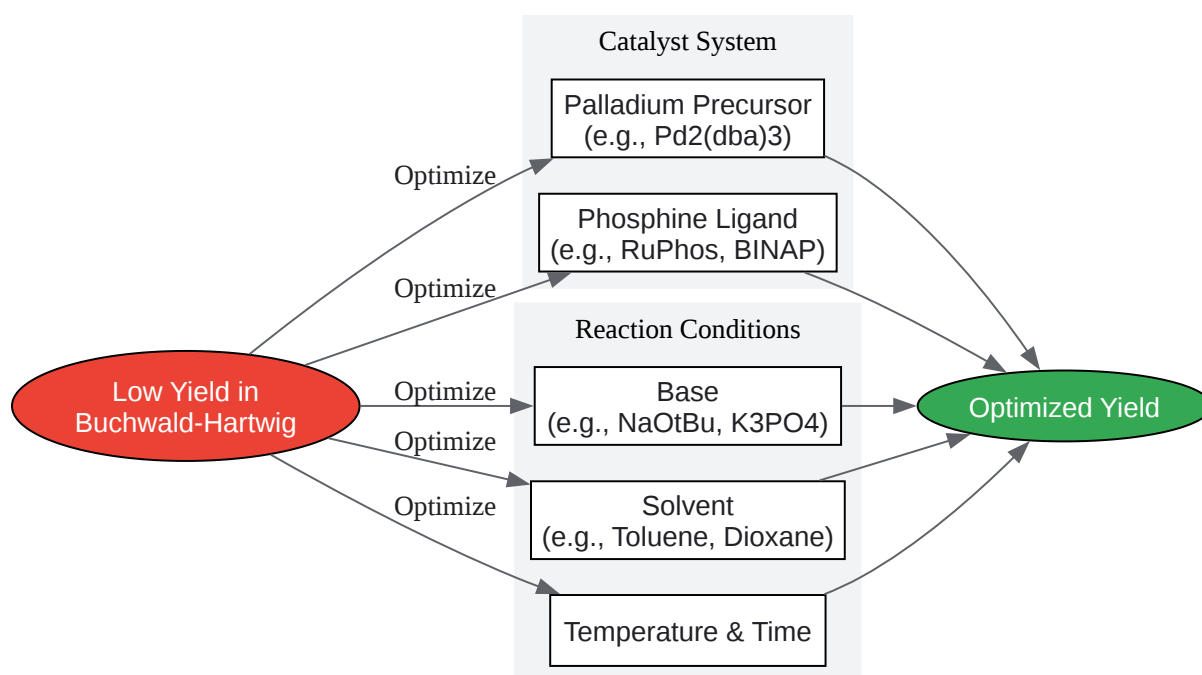 Catalyst System
Palladium Precursor
(e.g., Pd2(dba)3)
Optimize
Phosphine Ligand
(e.g., RuPhos, BINAP)
Optimize
Reaction Conditions
Low Yield in
Buchwald-Hartwig
Optimize
Base
(e.g., NaOtBu, K3PO4)
Optimized Yield
Optimize
Solvent
(e.g., Toluene, Dioxane)
Optimize
Temperature & Time